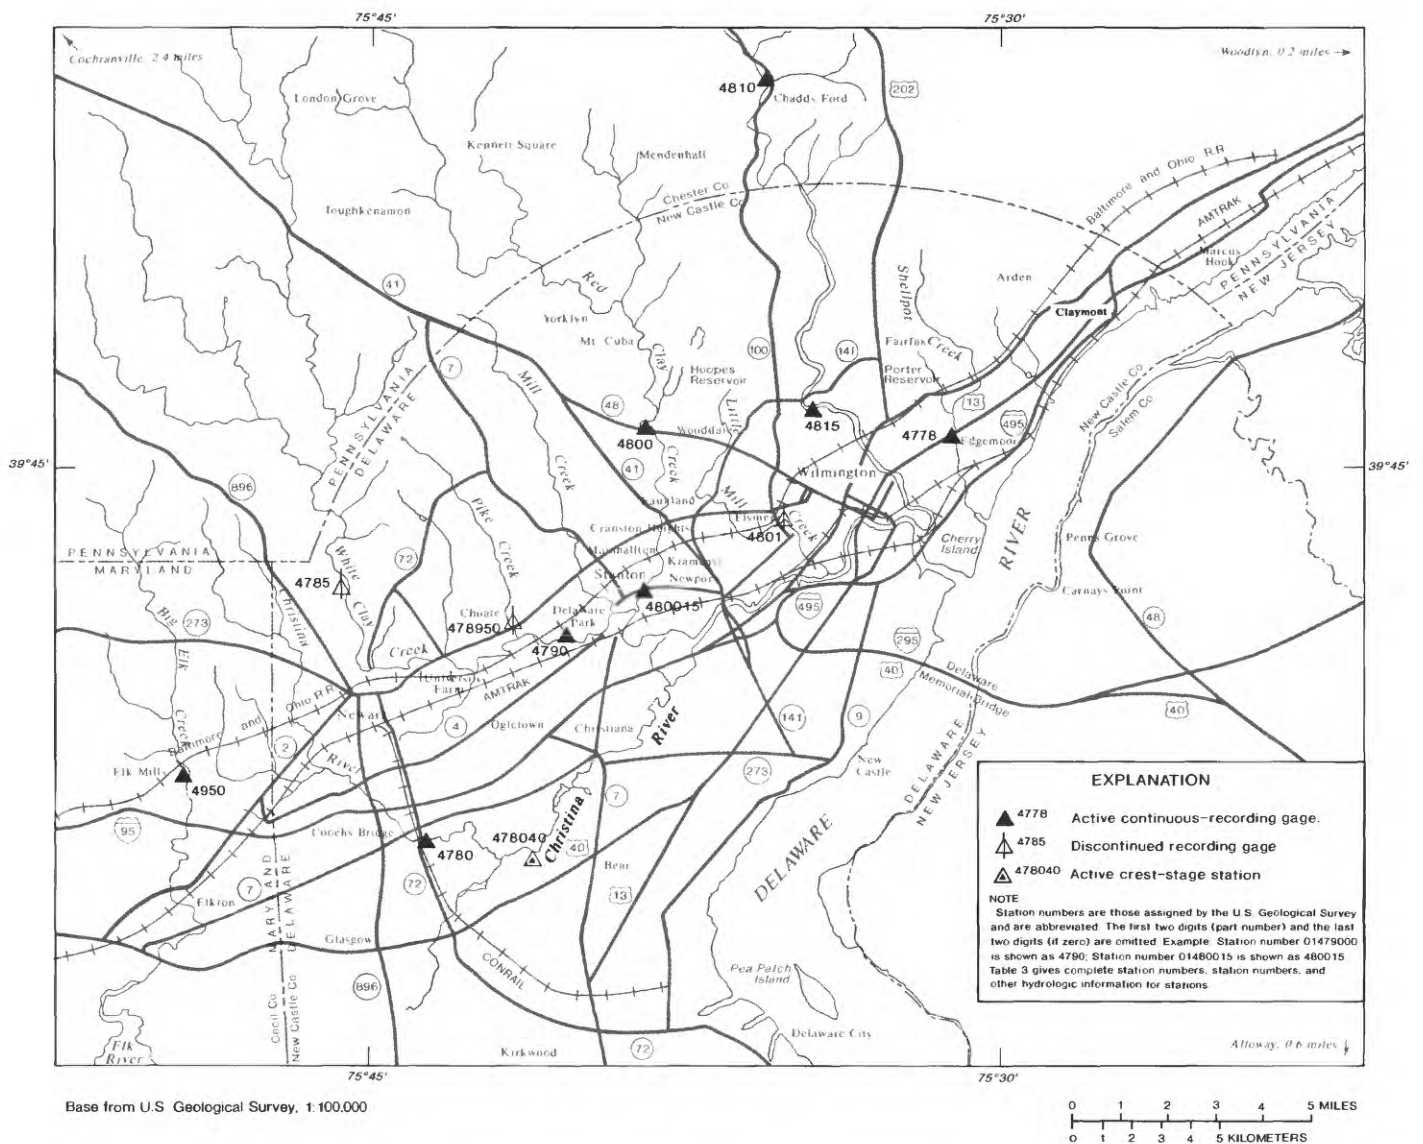 75°45'
75°30'
Cochranville, 2.4 miles
Woodlyn, 0.2 miles
4810
Chadds Ford
202
London Grove
Kennett Square
Mendenhall
Chester Co
New Castle Co
Baltimore and Ohio R.R
AMTRAK
PENNSYLVANIA
NEW JERSEY
Marcus
Hook
Toughkenamon
Red
Shellpot
Arden
41
Claymont
Yorklyn
Mt. Cuba
Clay
100
141
Fairfax
Creek
7
Mill
Hoopes
Reservoir
Porter
Reservoir
PENNSYLVANIA
DELAWARE
New Castle Co
Salem Co
48
Little
13
495
4815
4800
4778
Edgemoor
39°45'
39°45'
41
Creek
Wilmington
896
Creek
Pike
Mill
Elsmere
Cranston Heights
4801
Creek
PENNSYLVANIA
MARYLAND
72
Creek
Marshallton
Kiamensi
Stanton
Newport
Cherry
Island
RIVER
Penns Grove
4785
White
Clay
Christina
Choate
478950
Delaware
Park
480015
495
Carneys Point
48
Big
273
Elk
Creek
4790
295
40
Delaware
Memorial Bridge
University
Farm
AMTRAK
Baltimore and Ohio R.R.
Newark
4
Ogletown
Christiana
River
141
9
40
2
River
Creek
Elk Mills
4950
273
New
Castle
DELAWARE
NEW JERSEY
95
Coochs Bridge
4780
478040
Christina
7
40
Bear
13
DELAWARE
72
7
Elkton
MARYLAND
DELAWARE
Glasgow
CONRAIL
896
Pea Patch
Island
Cecil Co
New Castle Co
Elk
River
Kirkwood
72
Delaware City
Alloway, 0.6 miles
EXPLANATION
4778 Active continuous-recording gage.
4785 Discontinued recording gage
478040 Active crest-stage station
NOTE
Station numbers are those assigned by the U.S. Geological Survey
and are abbreviated The first two digits (part number) and the last
two digits (if zero) are omitted Example Station number 01479000
is shown as 4790; Station number 01480015 is shown as 480015
Table 3 gives complete station numbers, station numbers, and
other hydrologic information for stations
75°45'
75°30'
Base from U.S Geological Survey, 1:100,000
0 1 2 3 4 5 MILES
0 1 2 3 4 5 KILOMETERS